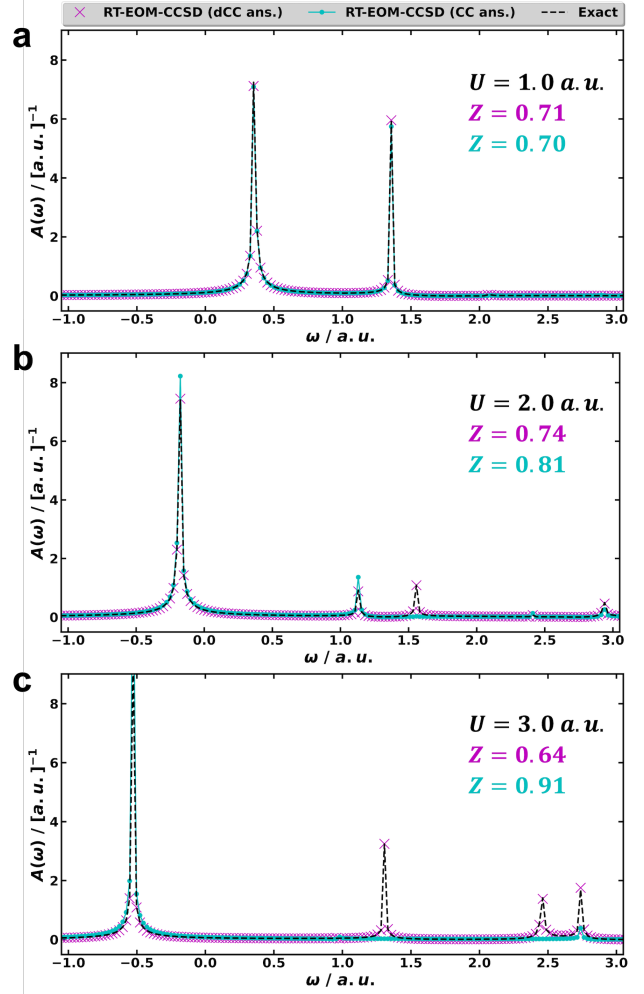 RT-EOM-CCSD (dCC ans.) RT-EOM-CCSD (CC ans.) Exact
a
8
6
4
2
0
A(ω) / [a. u. ]⁻¹
U = 1.0 a.u.
Z = 0.71
Z = 0.70
−1.0 −0.5 0.0 0.5 1.0 1.5 2.0 2.5 3.0
ω / a. u.
b
8
6
4
2
0
A(ω) / [a. u. ]⁻¹
U = 2.0 a.u.
Z = 0.74
Z = 0.81
−1.0 −0.5 0.0 0.5 1.0 1.5 2.0 2.5 3.0
ω / a. u.
c
8
6
4
2
0
A(ω) / [a. u. ]⁻¹
U = 3.0 a.u.
Z = 0.64
Z = 0.91
−1.0 −0.5 0.0 0.5 1.0 1.5 2.0 2.5 3.0
ω / a. u.